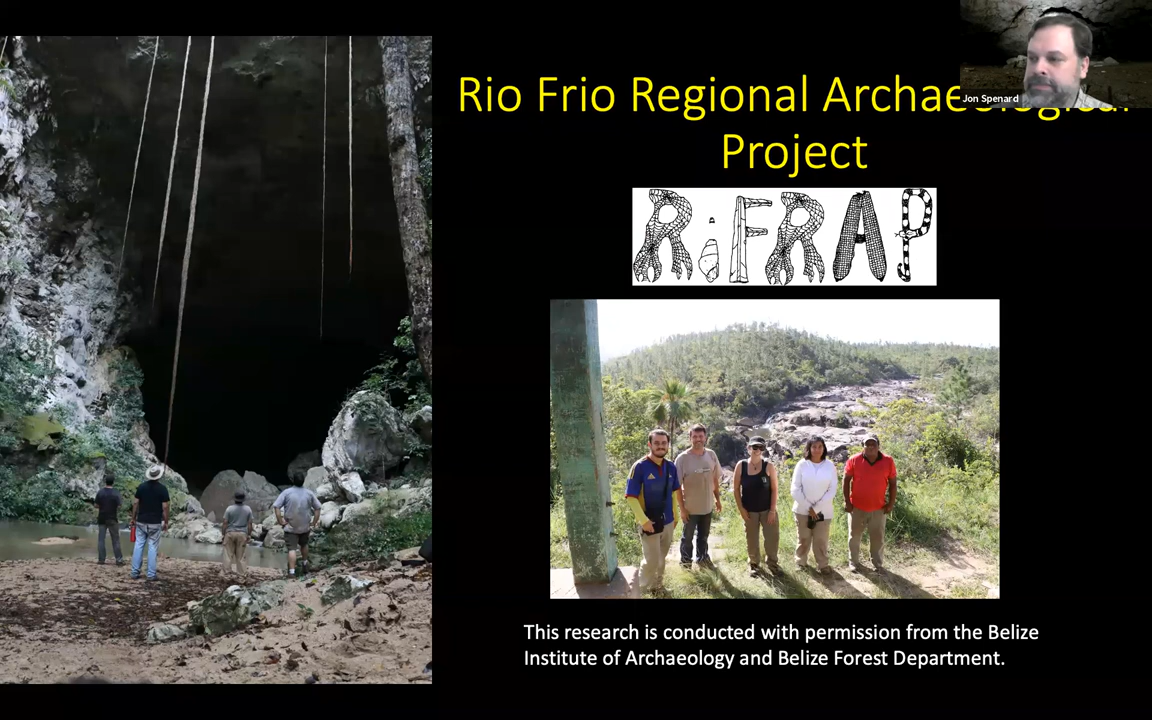 Rio Frio Regional Archaeological
Project
Jon Spenard
RiFRAP
This research is conducted with permission from the Belize
Institute of Archaeology and Belize Forest Department.